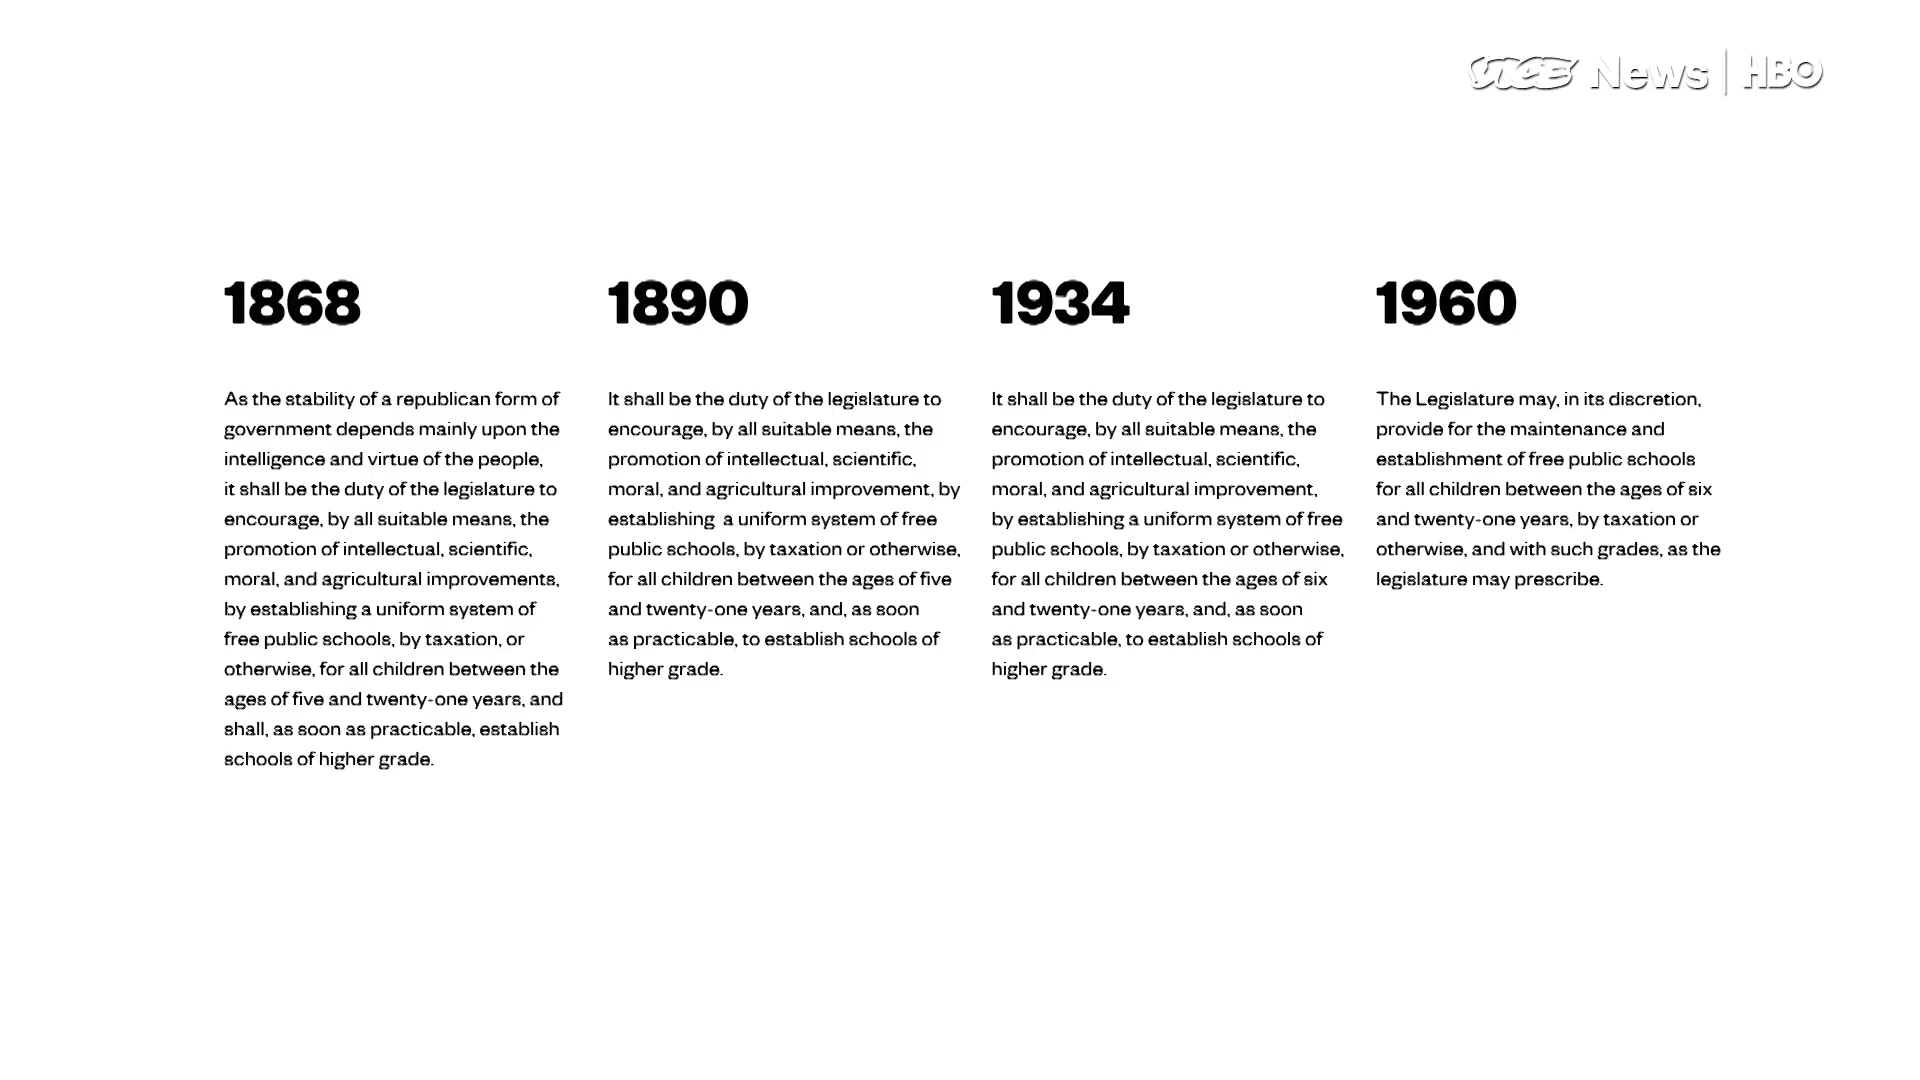 VICE News | HBO
1868
As the stability of a republican form of
government depends mainly upon the
intelligence and virtue of the people,
it shall be the duty of the legislature to
encourage, by all suitable means, the
promotion of intellectual, scientific,
moral, and agricultural improvements,
by establishing a uniform system of
free public schools, by taxation, or
otherwise, for all children between the
ages of five and twenty-one years, and
shall, as soon as practicable, establish
schools of higher grade.
1890
It shall be the duty of the legislature to
encourage, by all suitable means, the
promotion of intellectual, scientific,
moral, and agricultural improvement, by
establishing  a uniform system of free
public schools, by taxation or otherwise,
for all children between the ages of five
and twenty-one years, and, as soon
as practicable, to establish schools of
higher grade.
1934
It shall be the duty of the legislature to
encourage, by all suitable means, the
promotion of intellectual, scientific,
moral, and agricultural improvement,
by establishing a uniform system of free
public schools, by taxation or otherwise,
for all children between the ages of six
and twenty-one years, and, as soon
as practicable, to establish schools of
higher grade.
1960
The Legislature may, in its discretion,
provide for the maintenance and
establishment of free public schools
for all children between the ages of six
and twenty-one years, by taxation or
otherwise, and with such grades, as the
legislature may prescribe.